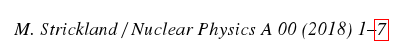 M. Strickland / Nuclear Physics A 00 (2018) 1–7